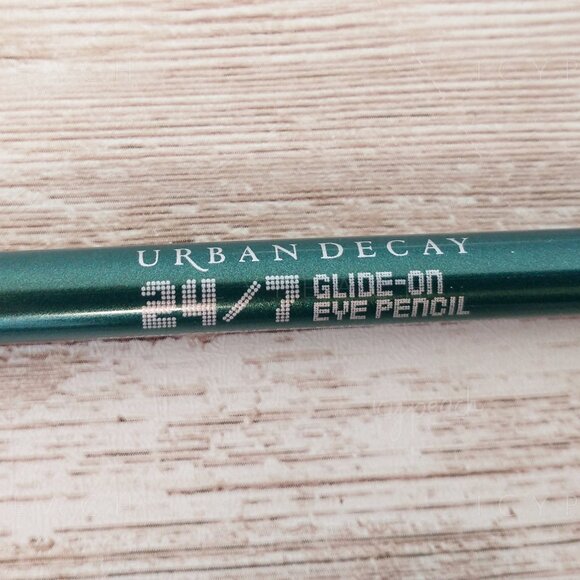 URBAN DECAY
24/7 GLIDE-ON
EYE PENCIL